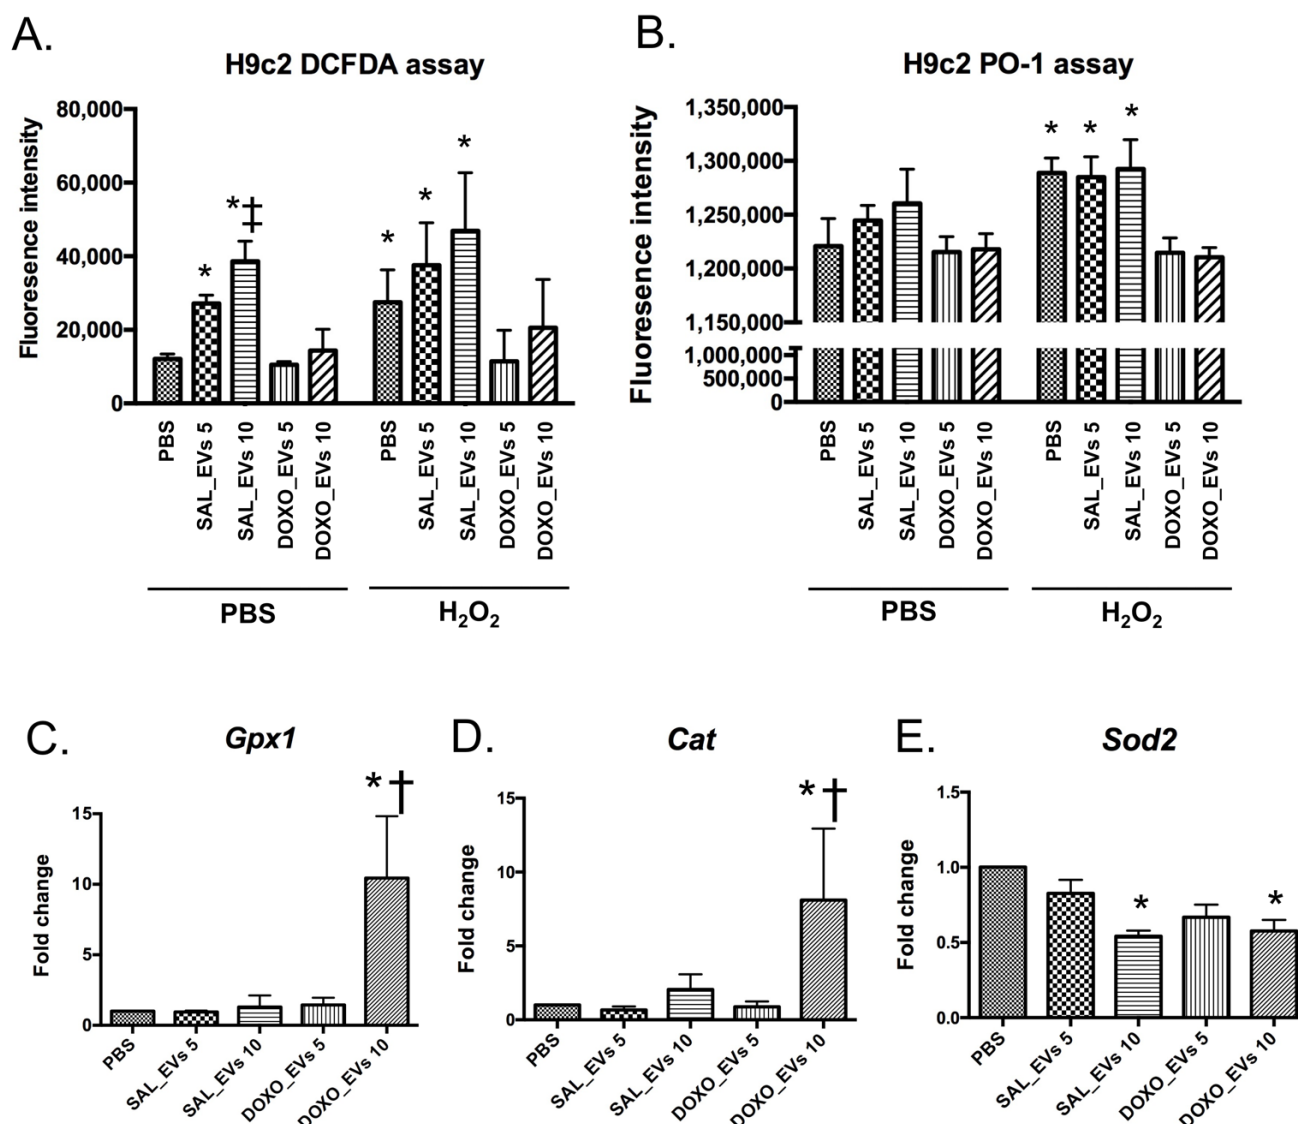 A.
H9c2 DCFDA assay
Fluoresence intensity
80,000
60,000
40,000
20,000
0
*
*‡
*
*
*
PBS
SAL_EVs 5
SAL_EVs 10
DOXO_EVs 5
DOXO_EVs 10
PBS
SAL_EVs 5
SAL_EVs 10
DOXO_EVs 5
DOXO_EVs 10
PBS
H₂O₂
B.
H9c2 PO-1 assay
Fluoresence intensity
1,350,000
1,300,000
1,250,000
1,200,000
1,150,000
1,000,000
500,000
0
*
*
*
PBS
SAL_EVs 5
SAL_EVs 10
DOXO_EVs 5
DOXO_EVs 10
PBS
SAL_EVs 5
SAL_EVs 10
DOXO_EVs 5
DOXO_EVs 10
PBS
H₂O₂
C.
Gpx1
Fold change
15
10
5
0
*†
PBS
SAL_EVs 5
SAL_EVs 10
DOXO_EVs 5
DOXO_EVs 10
D.
Cat
Fold change
15
10
5
0
*†
PBS
SAL_EVs 5
SAL_EVs 10
DOXO_EVs 5
DOXO_EVs 10
E.
Sod2
Fold change
1.5
1.0
0.5
0.0
*
*
PBS
SAL_EVs 5
SAL_EVs 10
DOXO_EVs 5
DOXO_EVs 10